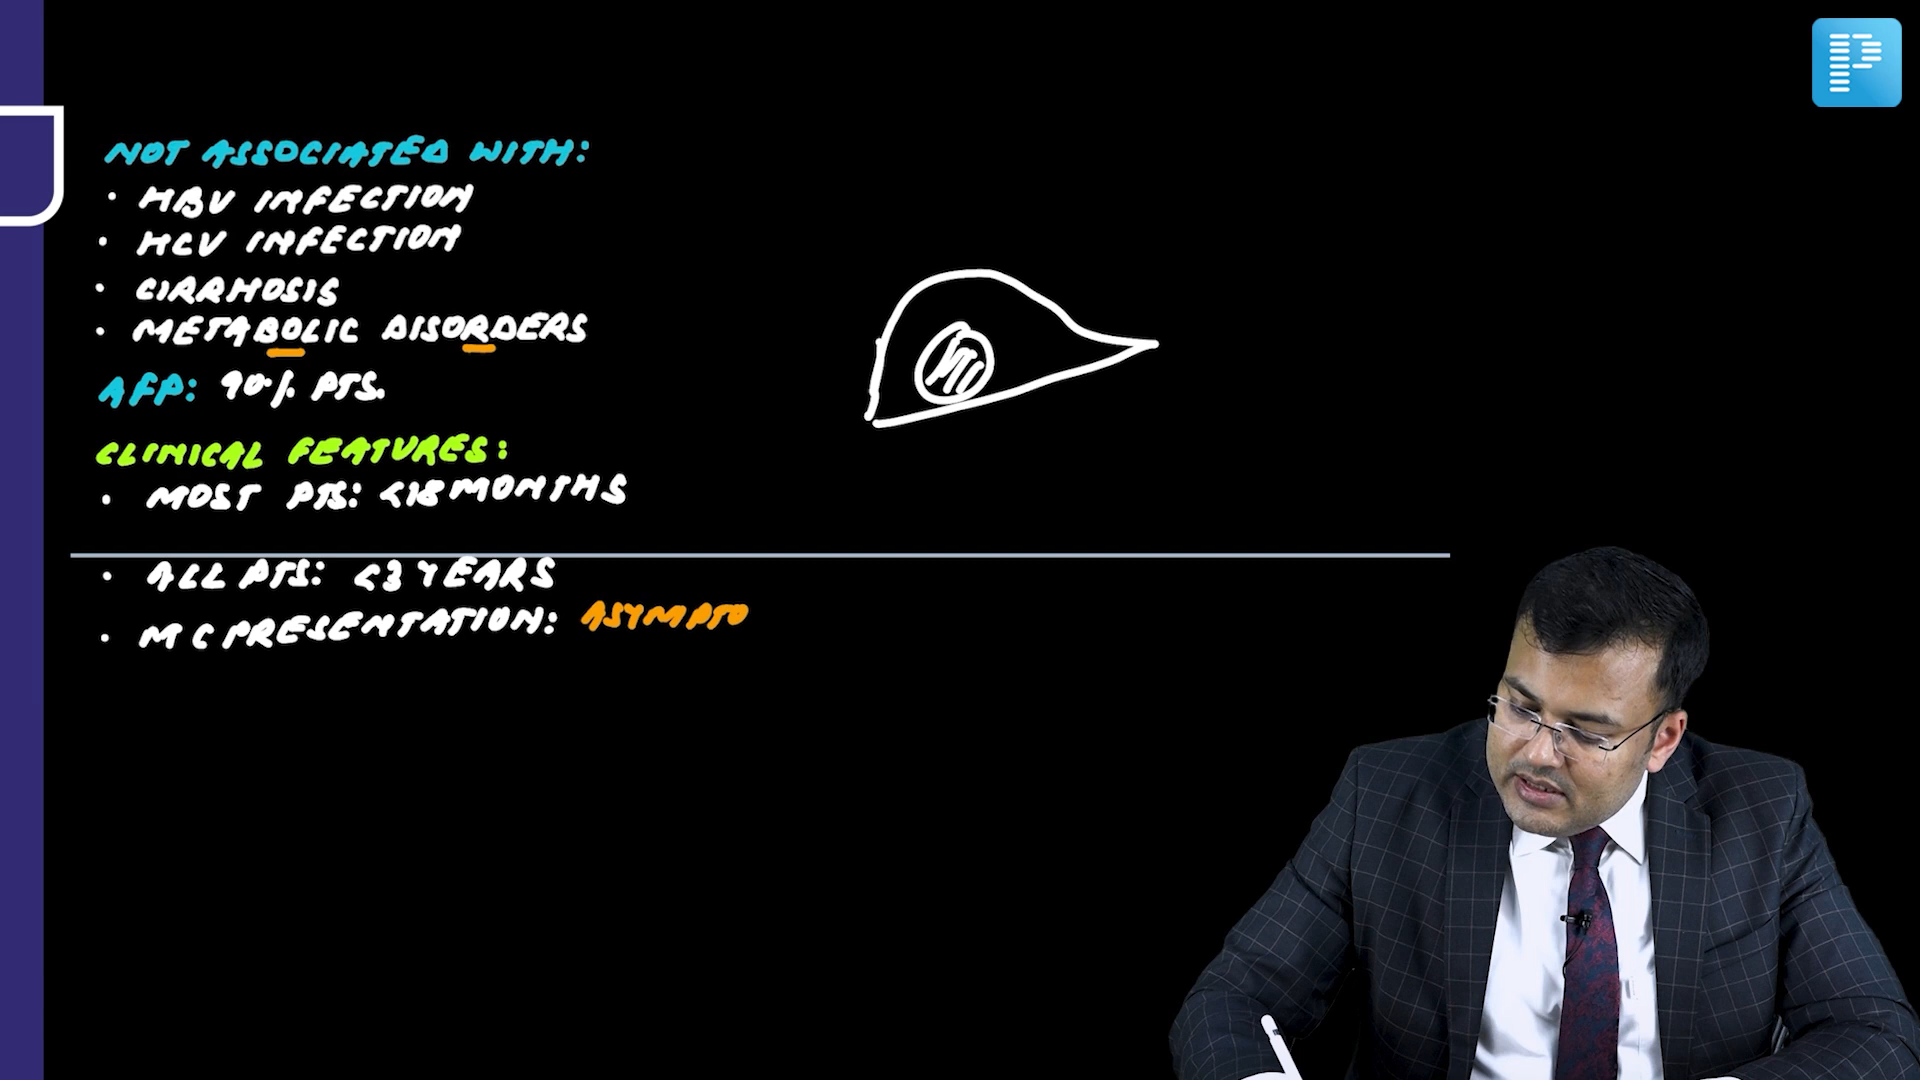 NOT ASSOCIATED WITH:
• HBV INFECTION
• HCV INFECTION
• CIRRHOSIS
• METABOLIC DISORDERS
AFP: 90% PTS.
CLINICAL FEATURES:
• MOST PTS: <18 MONTHS
• ALL PTS: <3 YEARS
• MC PRESENTATION: ASYMPTO